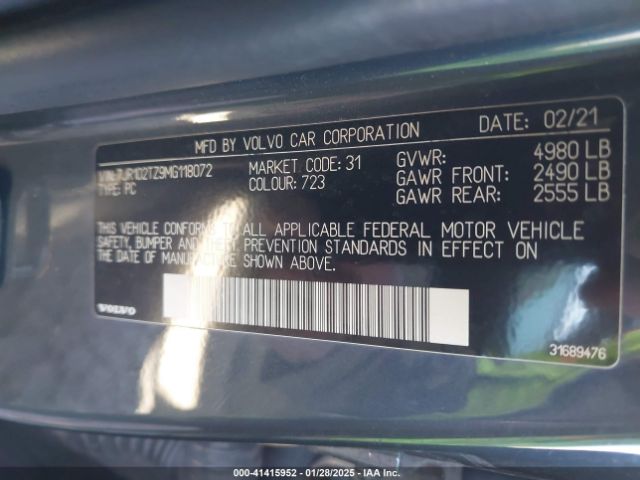 MFD BY VOLVO CAR CORPORATION DATE: 02/21
MARKET CODE: 31 GVWR: 4980 LB
TYPE: PC COLOUR: 723 GAWR FRONT: 2490 LB
GAWR REAR: 2555 LB
THIS VEHICLE CONFORMS TO ALL APPLICABLE FEDERAL MOTOR VEHICLE
SAFETY, BUMPER AND THEFT PREVENTION STANDARDS IN EFFECT ON
THE DATE OF MANUFACTURE SHOWN ABOVE.
VOLVO
31689476
000-41415952 | 01/28/2025 - IAA Inc.